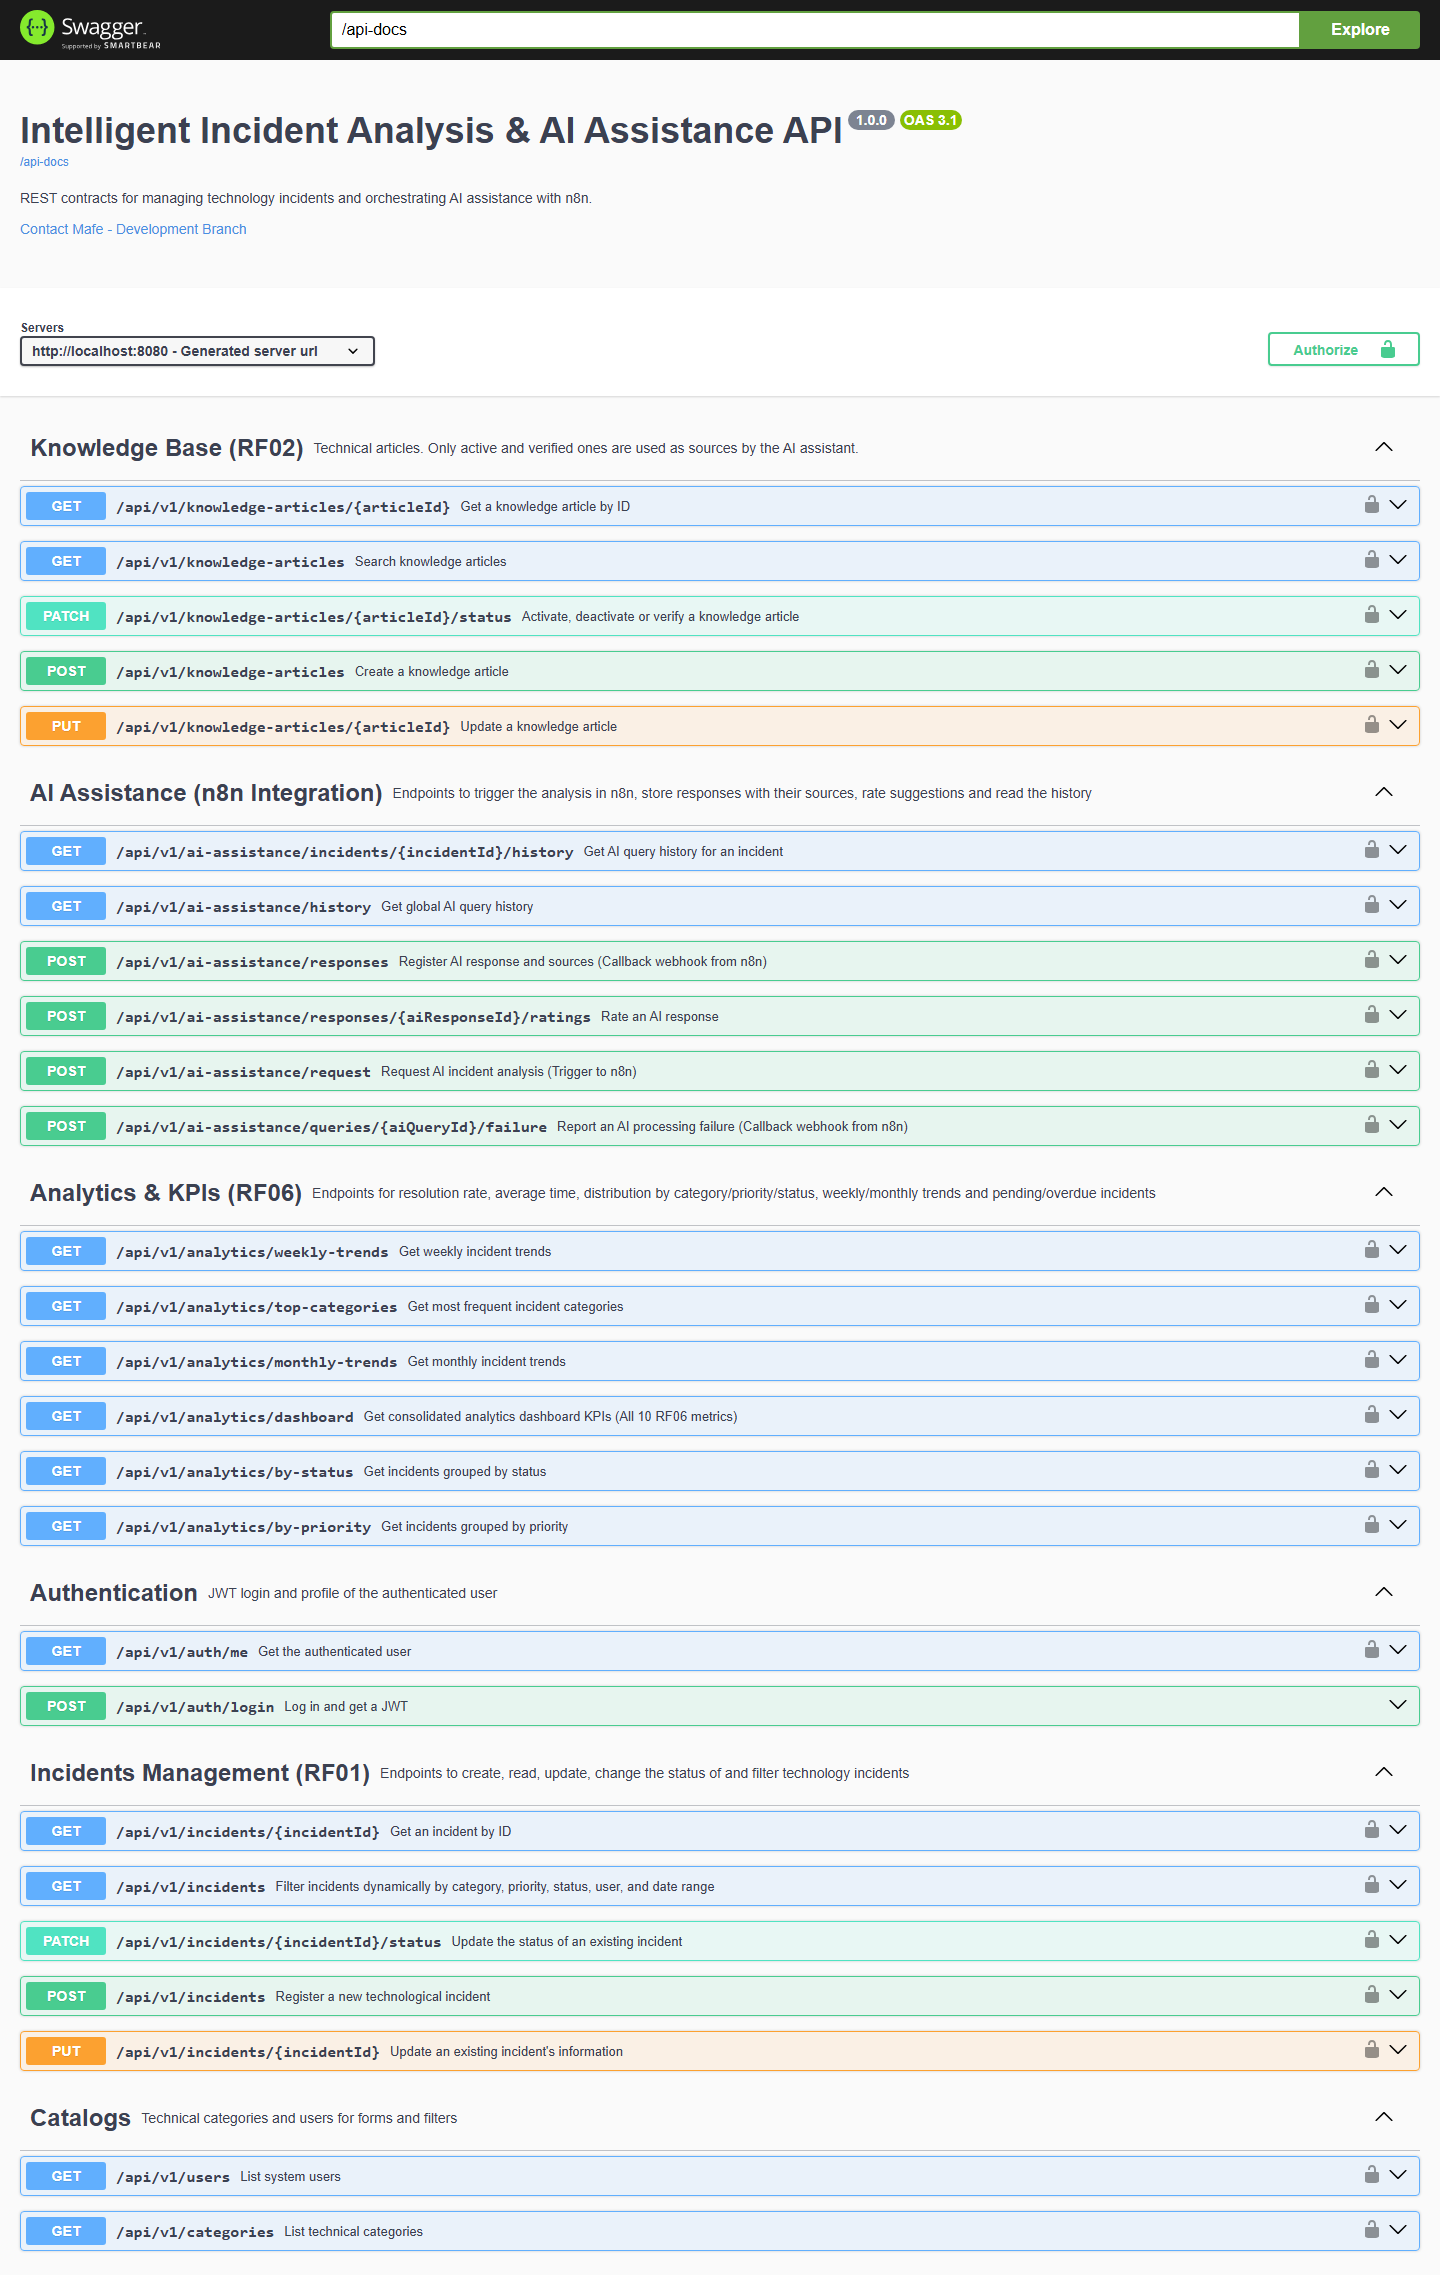 Swagger
Supported by SMARTBEAR
/api-docs
Explore
Intelligent Incident Analysis & AI Assistance API 1.0.0 OAS 3.1
/api-docs
REST contracts for managing technology incidents and orchestrating AI assistance with n8n.
Contact Mafe - Development Branch
Servers
http://localhost:8080 - Generated server url
Authorize
Knowledge Base (RF02) Technical articles. Only active and verified ones are used as sources by the AI assistant.
GET /api/v1/knowledge-articles/{articleId} Get a knowledge article by ID
GET /api/v1/knowledge-articles Search knowledge articles
PATCH /api/v1/knowledge-articles/{articleId}/status Activate, deactivate or verify a knowledge article
POST /api/v1/knowledge-articles Create a knowledge article
PUT /api/v1/knowledge-articles/{articleId} Update a knowledge article
AI Assistance (n8n Integration) Endpoints to trigger the analysis in n8n, store responses with their sources, rate suggestions and read the history
GET /api/v1/ai-assistance/incidents/{incidentId}/history Get AI query history for an incident
GET /api/v1/ai-assistance/history Get global AI query history
POST /api/v1/ai-assistance/responses Register AI response and sources (Callback webhook from n8n)
POST /api/v1/ai-assistance/responses/{aiResponseId}/ratings Rate an AI response
POST /api/v1/ai-assistance/request Request AI incident analysis (Trigger to n8n)
POST /api/v1/ai-assistance/queries/{aiQueryId}/failure Report an AI processing failure (Callback webhook from n8n)
Analytics & KPIs (RF06) Endpoints for resolution rate, average time, distribution by category/priority/status, weekly/monthly trends and pending/overdue incidents
GET /api/v1/analytics/weekly-trends Get weekly incident trends
GET /api/v1/analytics/top-categories Get most frequent incident categories
GET /api/v1/analytics/monthly-trends Get monthly incident trends
GET /api/v1/analytics/dashboard Get consolidated analytics dashboard KPIs (All 10 RF06 metrics)
GET /api/v1/analytics/by-status Get incidents grouped by status
GET /api/v1/analytics/by-priority Get incidents grouped by priority
Authentication JWT login and profile of the authenticated user
GET /api/v1/auth/me Get the authenticated user
POST /api/v1/auth/login Log in and get a JWT
Incidents Management (RF01) Endpoints to create, read, update, change the status of and filter technology incidents
GET /api/v1/incidents/{incidentId} Get an incident by ID
GET /api/v1/incidents Filter incidents dynamically by category, priority, status, user, and date range
PATCH /api/v1/incidents/{incidentId}/status Update the status of an existing incident
POST /api/v1/incidents Register a new technological incident
PUT /api/v1/incidents/{incidentId} Update an existing incident's information
Catalogs Technical categories and users for forms and filters
GET /api/v1/users List system users
GET /api/v1/categories List technical categories